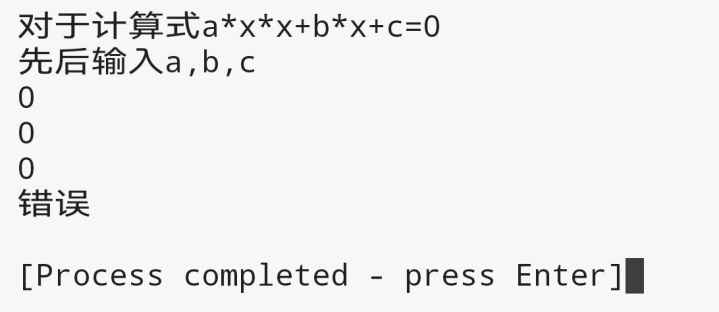 对于计算式a*x*x+b*x+c=0
先后输入a,b,c
0
0
0
错误
[Process completed - press Enter]